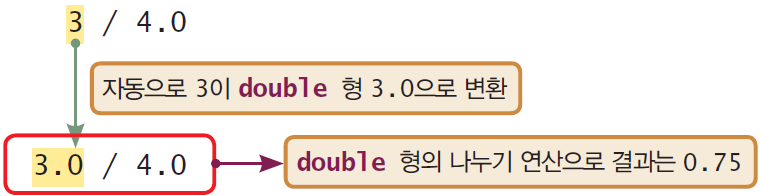 3 / 4.0
자동으로 3이 double 형 3.0으로 변환
3.0 / 4.0
double 형의 나누기 연산으로 결과는 0.75